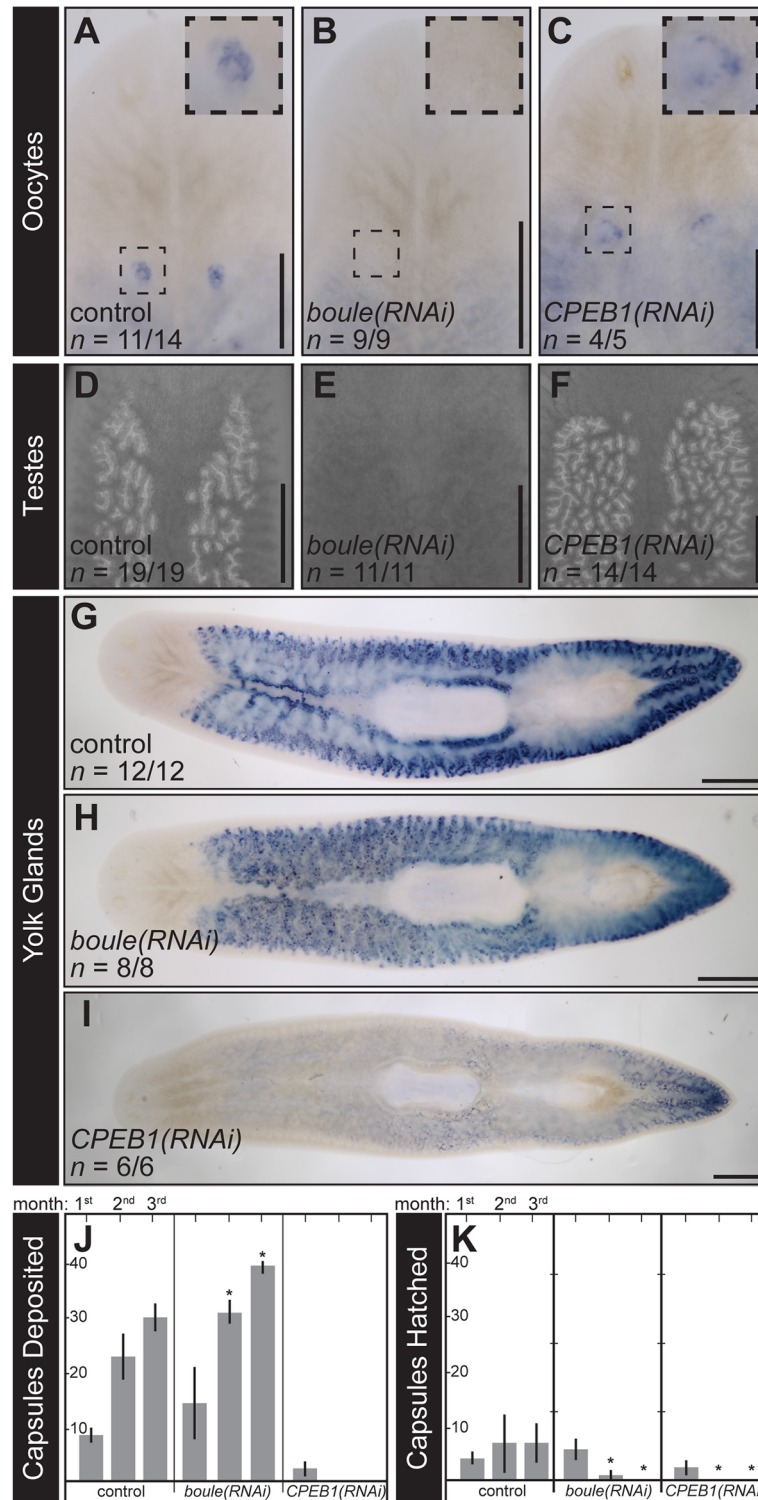 Oocytes
A
control
n = 11/14
B
boule(RNAi)
n = 9/9
C
CPEB1(RNAi)
n = 4/5
Testes
D
control
n = 19/19
E
boule(RNAi)
n = 11/11
F
CPEB1(RNAi)
n = 14/14
Yolk Glands
G
control
n = 12/12
H
boule(RNAi)
n = 8/8
I
CPEB1(RNAi)
n = 6/6
month: 1st 2nd 3rd
Capsules Deposited
J
40
30
20
10
* *
control boule(RNAi) CPEB1(RNAi)
month: 1st 2nd 3rd
Capsules Hatched
K
40
30
20
10
* * * *
control boule(RNAi) CPEB1(RNAi